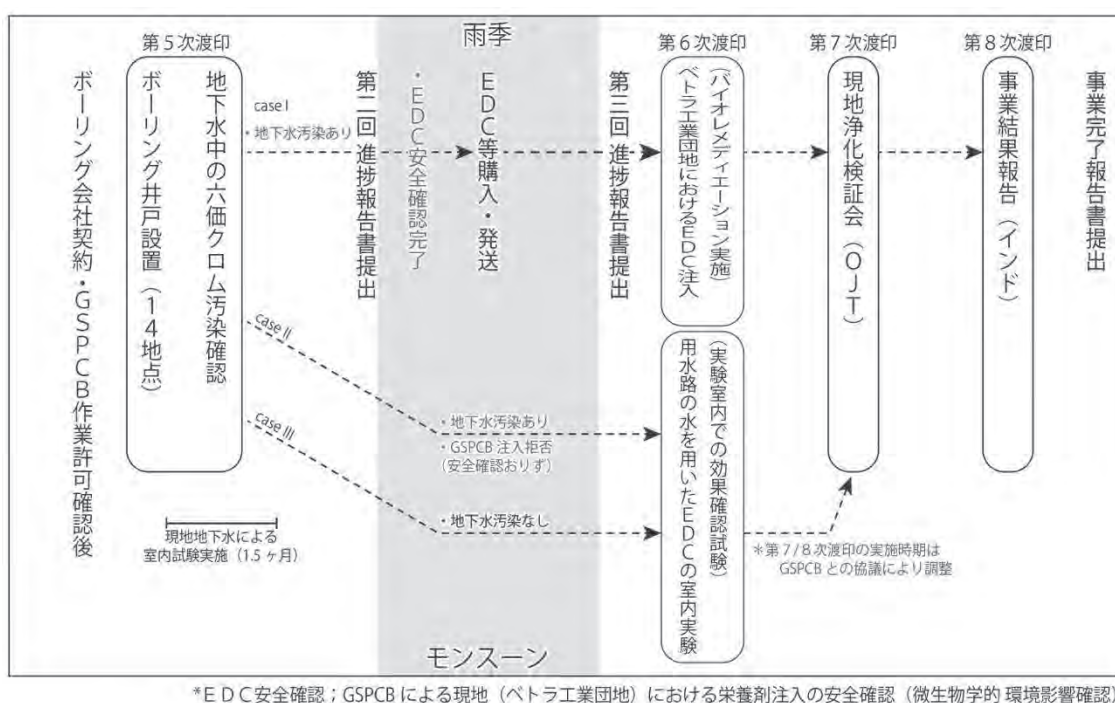 雨季
第5次渡印
第6次渡印
第7次渡印
第8次渡印
ボーリング会社契約・GSPCB作業許可確認後
地下水中の六価クロム汚染確認
ボーリング井戸設置（14地点）
case I
・地下水汚染あり
第二回 進捗報告書提出
・EDC安全確認完了
EDC等購入・発送
第三回 進捗報告書提出
（バイオレメディエーション実施）
ベトラ工業団地におけるEDC注入
現地浄化検証会（OJT）
事業結果報告（インド）
事業完了報告書提出
case II
・地下水汚染あり
・GSPCB 注入拒否
（安全確認おりず）
case III
・地下水汚染なし
（実験室内での効果確認試験）
用水路の水を用いたEDCの室内実験
現地地下水による
室内試験実施（1.5ヶ月）
＊第7/8次渡印の実施時期は
GSPCBとの協議により調整
モンスーン
*EDC安全確認；GSPCBによる現地（ベトラ工業団地）における栄養剤注入の安全確認（微生物学的 環境影響確認）